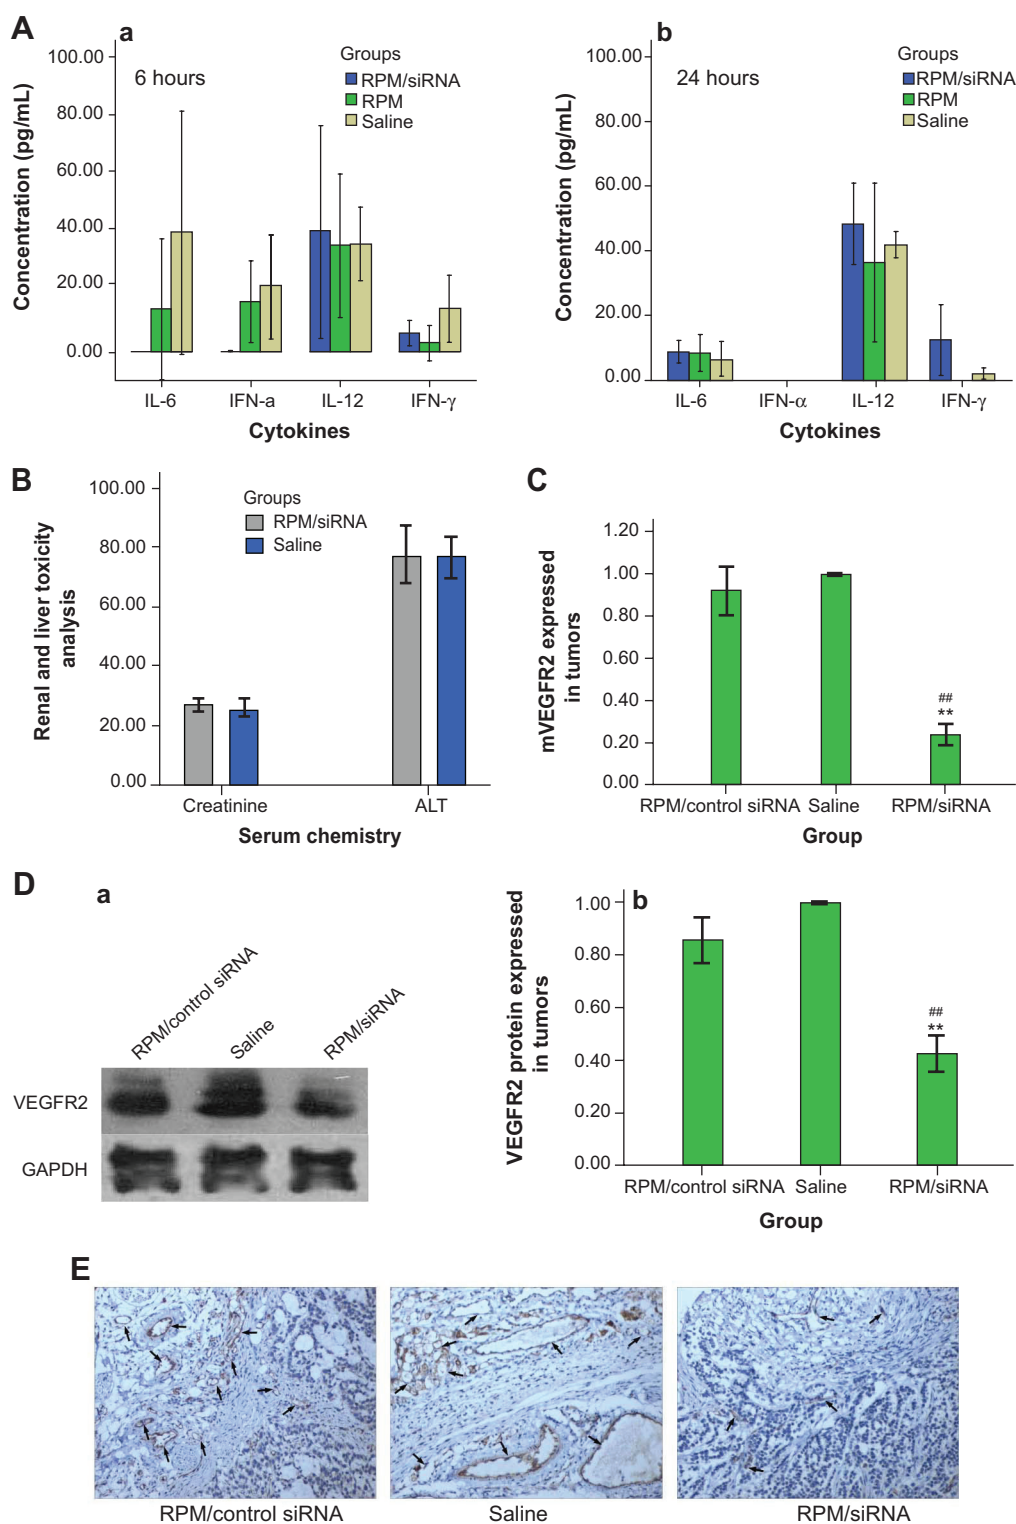 A
a
100.00
80.00
60.00
40.00
20.00
0.00
Concentration (pg/mL)
6 hours
Groups
RPM/siRNA
RPM
Saline
IL-6
IFN-a
IL-12
IFN-γ
Cytokines
b
100.00
80.00
60.00
40.00
20.00
0.00
Concentration (pg/mL)
24 hours
Groups
RPM/siRNA
RPM
Saline
IL-6
IFN-α
IL-12
IFN-γ
Cytokines
B
100.00
80.00
60.00
40.00
20.00
0.00
Renal and liver toxicity
analysis
Groups
RPM/siRNA
Saline
Creatinine
ALT
Serum chemistry
C
1.20
1.00
0.80
0.60
0.40
0.20
0.00
mVEGFR2 expressed
in tumors
##
**
RPM/control siRNA
Saline
RPM/siRNA
Group
D
a
RPM/control siRNA
Saline
RPM/siRNA
VEGFR2
GAPDH
b
1.00
0.80
0.60
0.40
0.20
0.00
VEGFR2 protein expressed
in tumors
##
**
RPM/control siRNA
Saline
RPM/siRNA
Group
E
RPM/control siRNA
Saline
RPM/siRNA